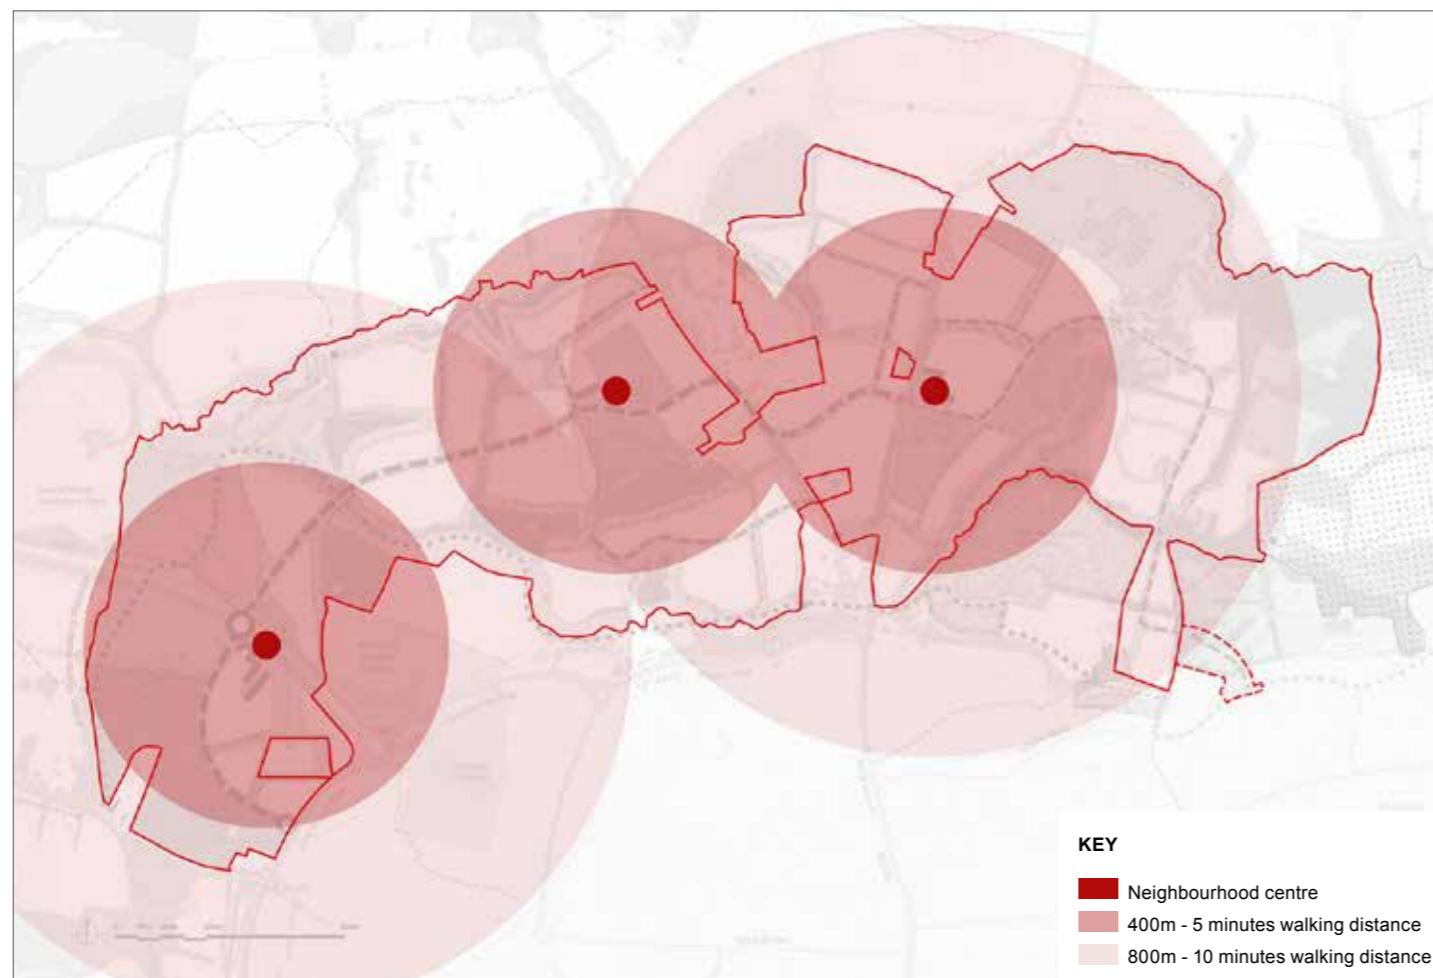 KEY
Neighbourhood centre
400m - 5 minutes walking distance
800m - 10 minutes walking distance